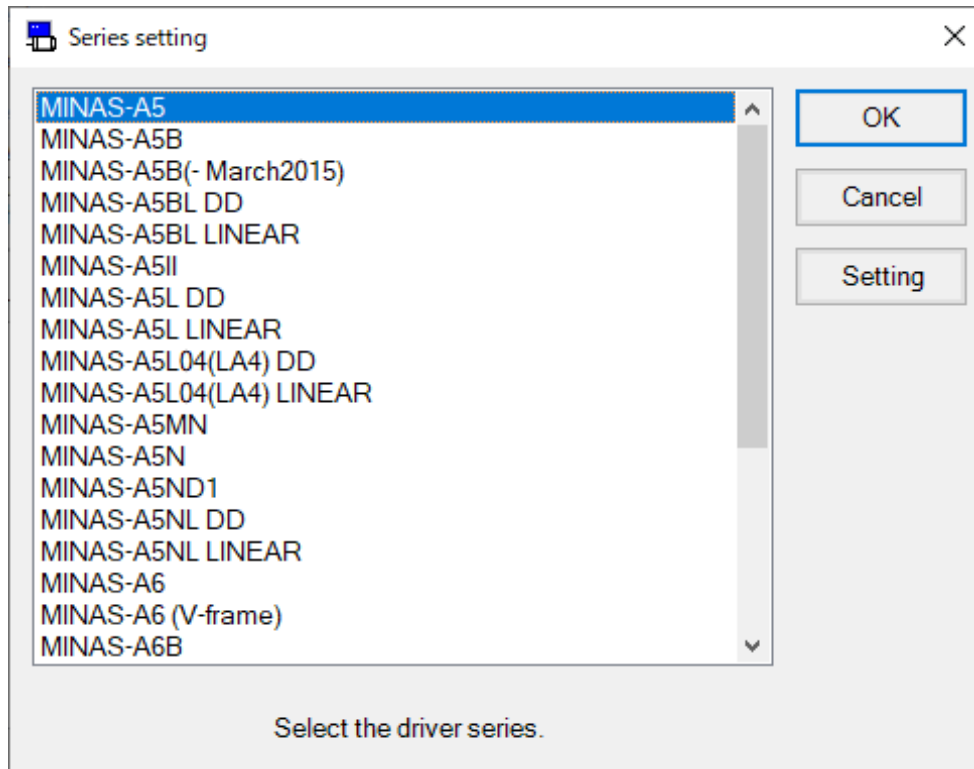 Series setting
MINAS-A5
MINAS-A5B
MINAS-A5B(- March2015)
MINAS-A5BL DD
MINAS-A5BL LINEAR
MINAS-A5II
MINAS-A5L DD
MINAS-A5L LINEAR
MINAS-A5L04(LA4) DD
MINAS-A5L04(LA4) LINEAR
MINAS-A5MN
MINAS-A5N
MINAS-A5ND1
MINAS-A5NL DD
MINAS-A5NL LINEAR
MINAS-A6
MINAS-A6 (V-frame)
MINAS-A6B
OK
Cancel
Setting
Select the driver series.